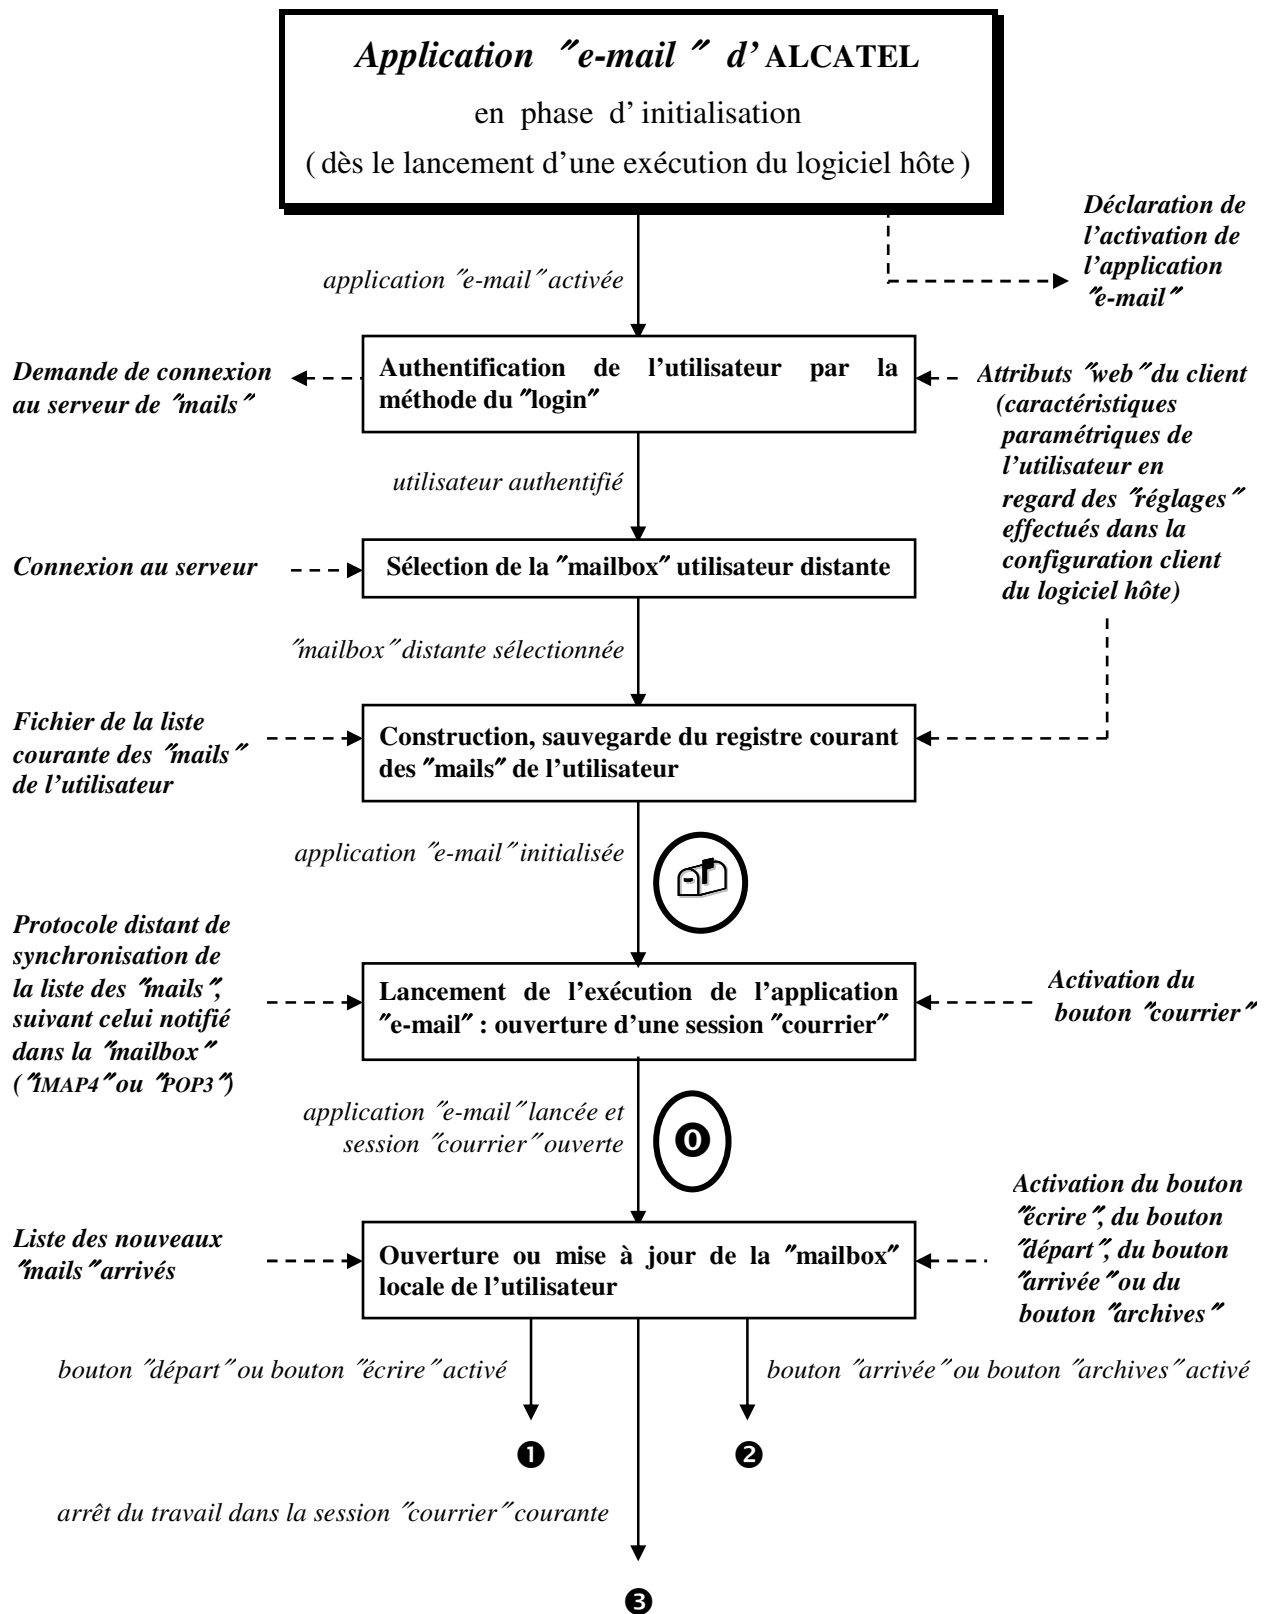 Application ″e-mail ″ d’ ALCATEL
en phase d’ initialisation
( dès le lancement d’une exécution du logiciel hôte )
Déclaration de
l’activation de
l’application
″e-mail″
application ″e-mail″ activée
Demande de connexion
au serveur de ″mails″
Authentification de l’utilisateur par la
méthode du ″login″
Attributs ″web″ du client
(caractéristiques
paramétriques de
l’utilisateur en
regard des ″réglages″
effectués dans la
configuration client
du logiciel hôte)
utilisateur authentifié
Connexion au serveur
Sélection de la ″mailbox″ utilisateur distante
″mailbox″ distante sélectionnée
Fichier de la liste
courante des ″mails″
de l’utilisateur
Construction, sauvegarde du registre courant
des ″mails″ de l’utilisateur
application ″e-mail″ initialisée
Protocole distant de
synchronisation de
la liste des ″mails″,
suivant celui notifié
dans la ″mailbox″
(″IMAP4″ ou ″POP3″)
Lancement de l’exécution de l’application
″e-mail″ : ouverture d’une session ″courrier″
Activation du
bouton ″courrier″
application ″e-mail″ lancée et
session ″courrier″ ouverte
⓿
Liste des nouveaux
″mails″ arrivés
Ouverture ou mise à jour de la ″mailbox″
locale de l’utilisateur
Activation du bouton
″écrire″, du bouton
″départ″, du bouton
″arrivée″ ou du
bouton ″archives″
bouton ″départ″ ou bouton ″écrire″ activé
bouton ″arrivée″ ou bouton ″archives″ activé
❶
❷
arrêt du travail dans la session ″courrier″ courante
❸